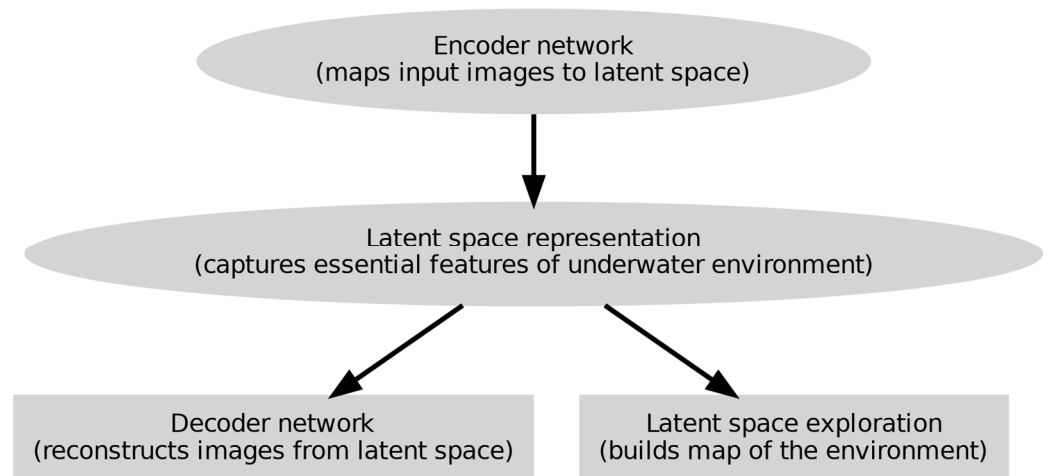 Encoder network
(maps input images to latent space)
Latent space representation
(captures essential features of underwater environment)
Decoder network
(reconstructs images from latent space)
Latent space exploration
(builds map of the environment)